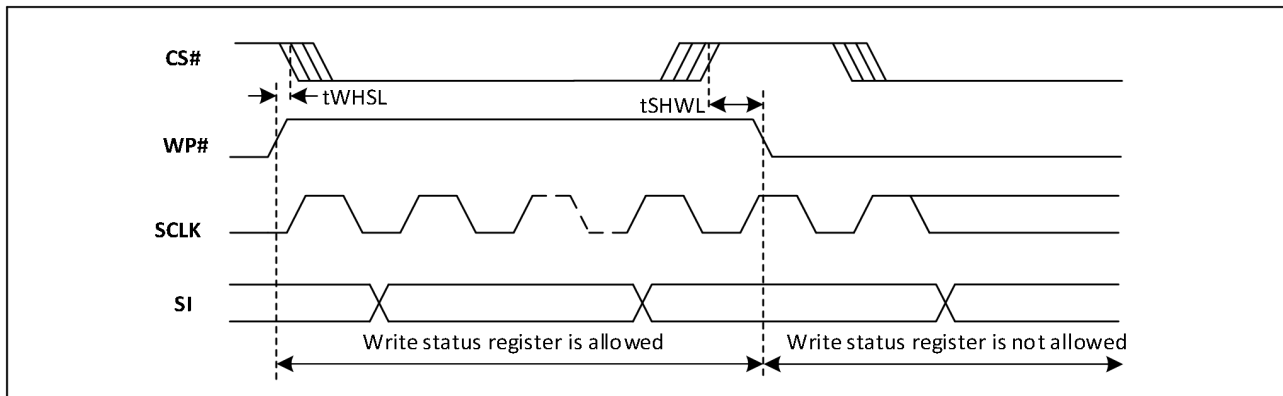 CS#
tWHSL
tSHWL
WP#
SCLK
SI
Write status register is allowed
Write status register is not allowed